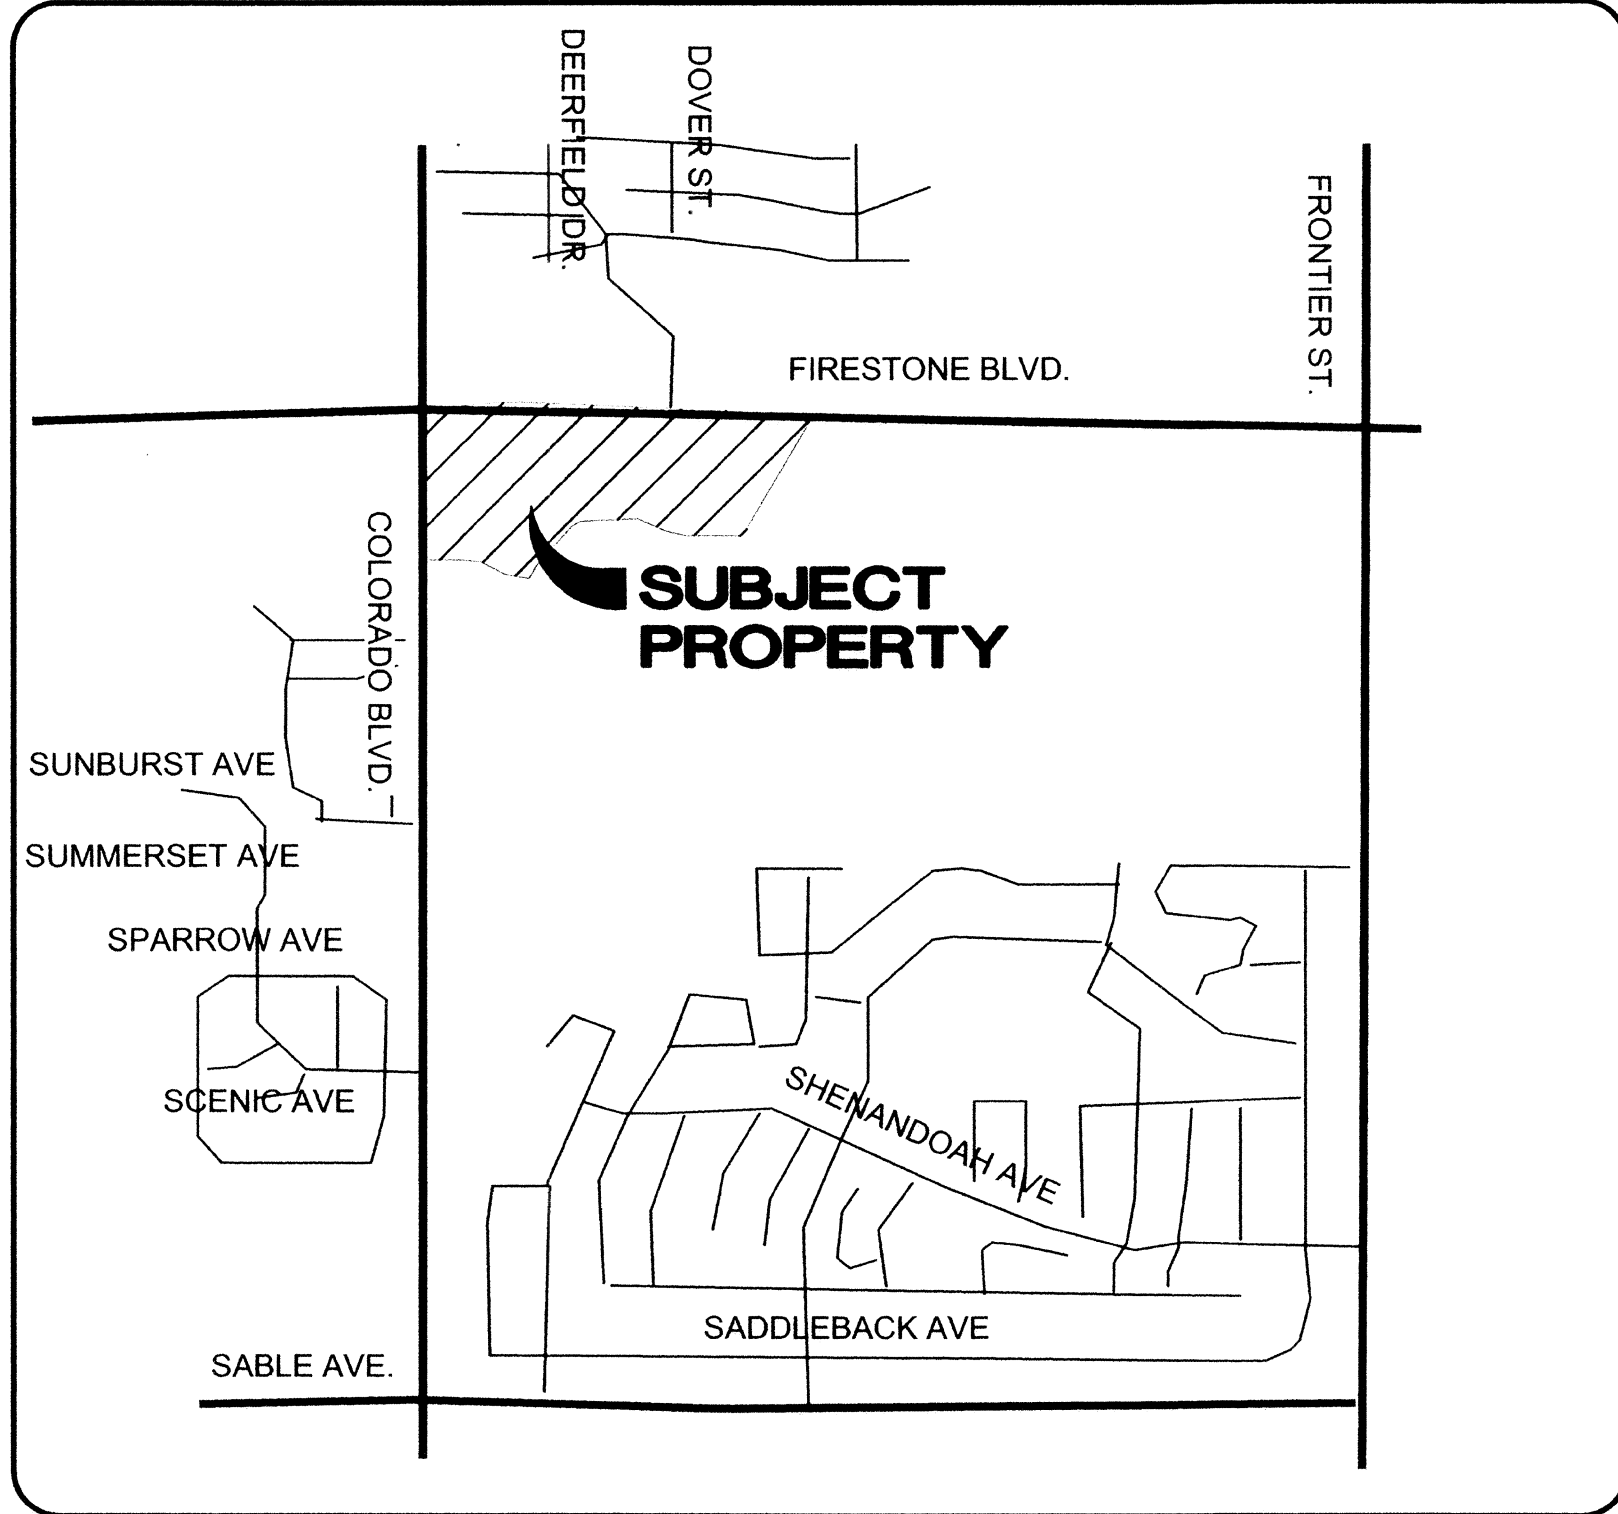 DEERFIELD DR.
DOVER ST.
FRONTIER ST.
FIRESTONE BLVD.
COLORADO BLVD.
SUBJECT
PROPERTY
SUNBURST AVE
SUMMERSET AVE
SPARROW AVE
SCENIC AVE
SHENANDOAH AVE
SADDLEBACK AVE
SABLE AVE.